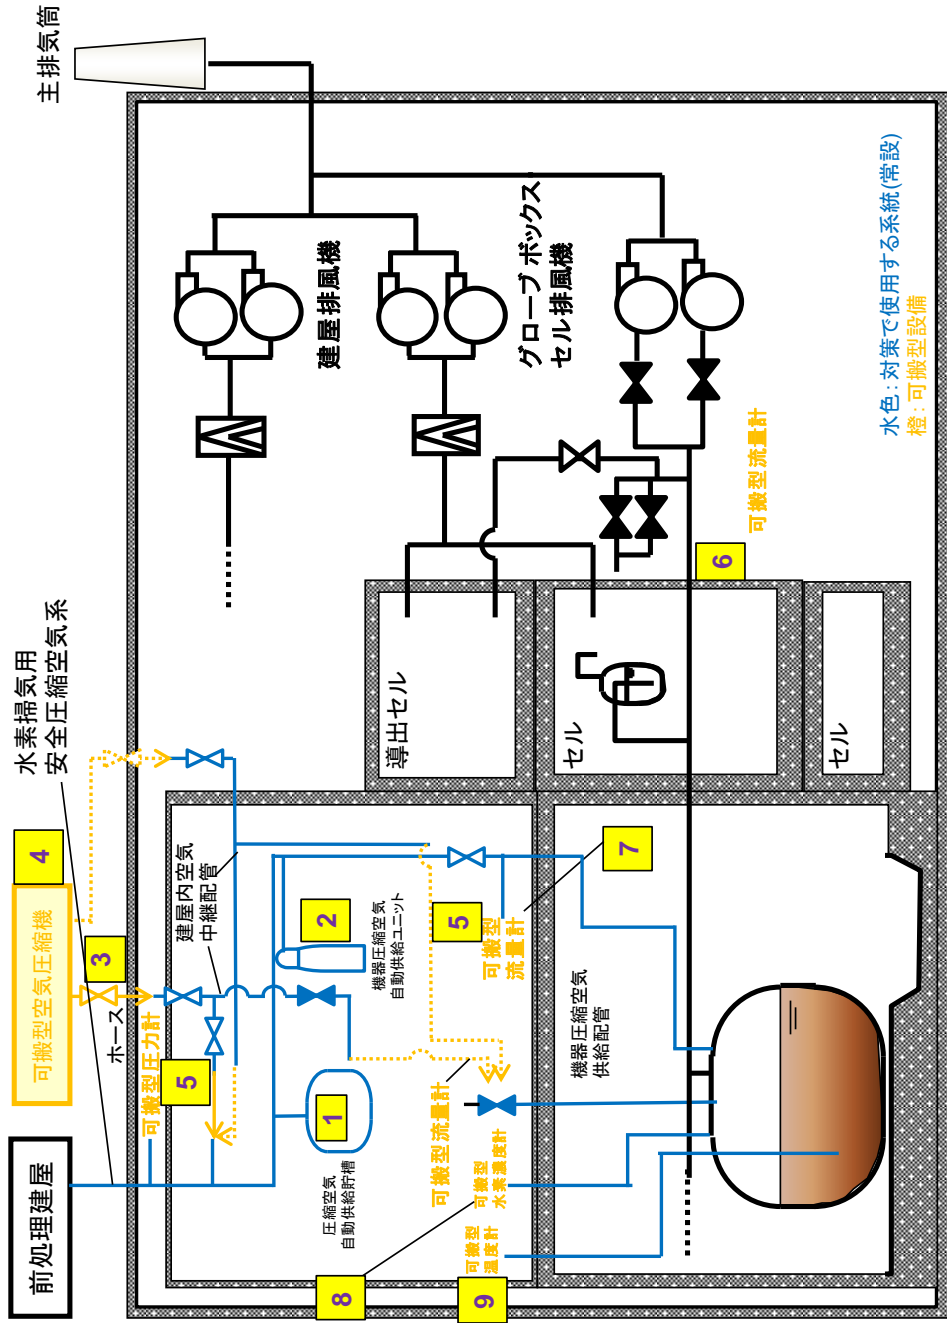 前処理建屋
可搬型空気圧縮機
4
水素掃気用
安全圧縮空気系
主排気筒
3
ホース
可搬型圧力計
5
建屋内空気
中継配管
2
機器圧縮空気
自動供給ユニット
1
圧縮空気
自動供給貯槽
5
可搬型
流量計
7
可搬型流量計
可搬型
水素濃度計
8
可搬型
温度計
9
機器圧縮空気
供給配管
導出セル
セル
セル
6
可搬型流量計
建屋排風機
グローブボックス
セル排風機
水色：対策で使用する系統(常設)
橙：可搬型設備